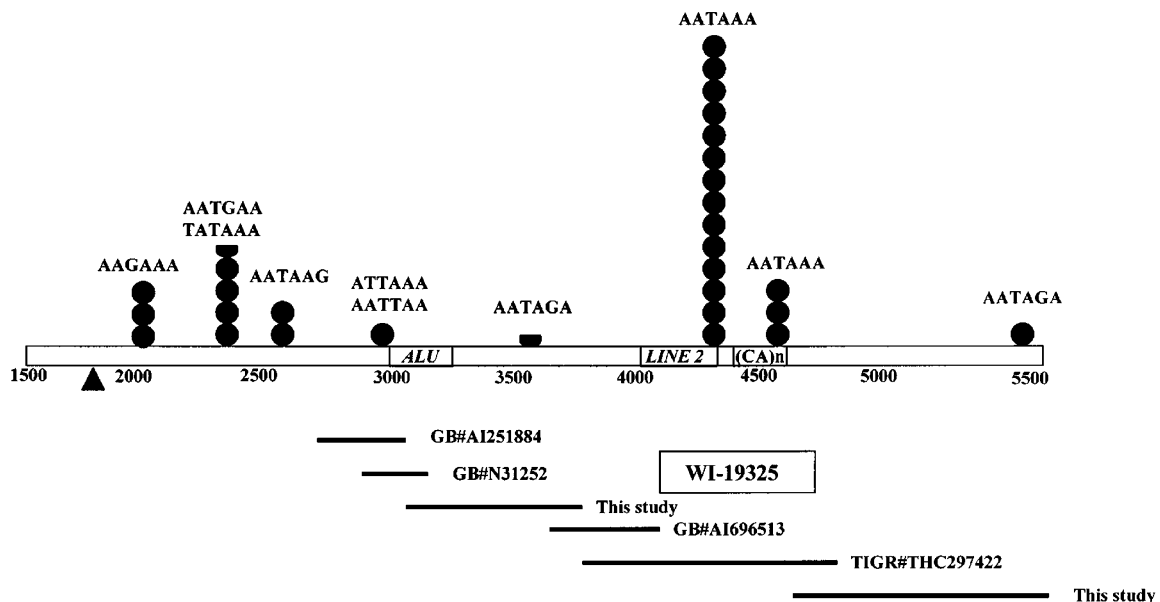 AATAAA
AATGAA
TATAAA
AAGAAA
AATAAG
ATTAAA
AATTAA
AATAGA
AATAAA
AATAGA
ALU
LINE 2
(CA)n
1500 2000 2500 3000 3500 4000 4500 5000 5500
GB#AI251884
GB#N31252
WI-19325
This study
GB#AI696513
TIGR#THC297422
This study